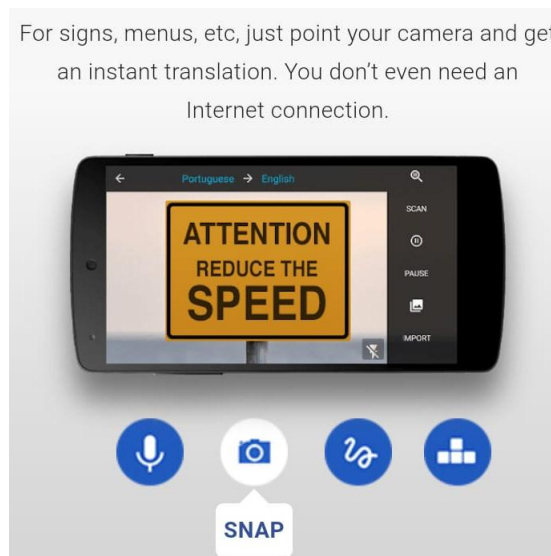 For signs, menus, etc, just point your camera and get
an instant translation. You don't even need an
Internet connection.
Portuguese → English
SCAN
ATTENTION
REDUCE THE
SPEED
PAUSE
IMPORT
SNAP